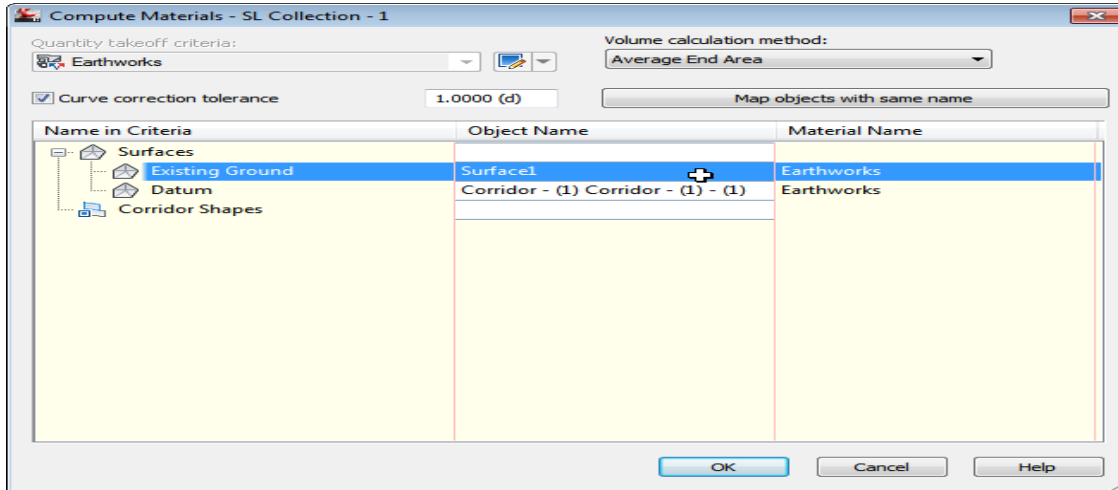 Compute Materials - SL Collection - 1
Quantity takeoff criteria:
Volume calculation method:
Earthworks
Average End Area
Curve correction tolerance
1.0000 (d)
Map objects with same name
Name in Criteria Object Name Material Name
Surfaces
Existing Ground Surface1 Earthworks
Datum Corridor - (1) Corridor - (1) - (1) Earthworks
Corridor Shapes
OK Cancel Help